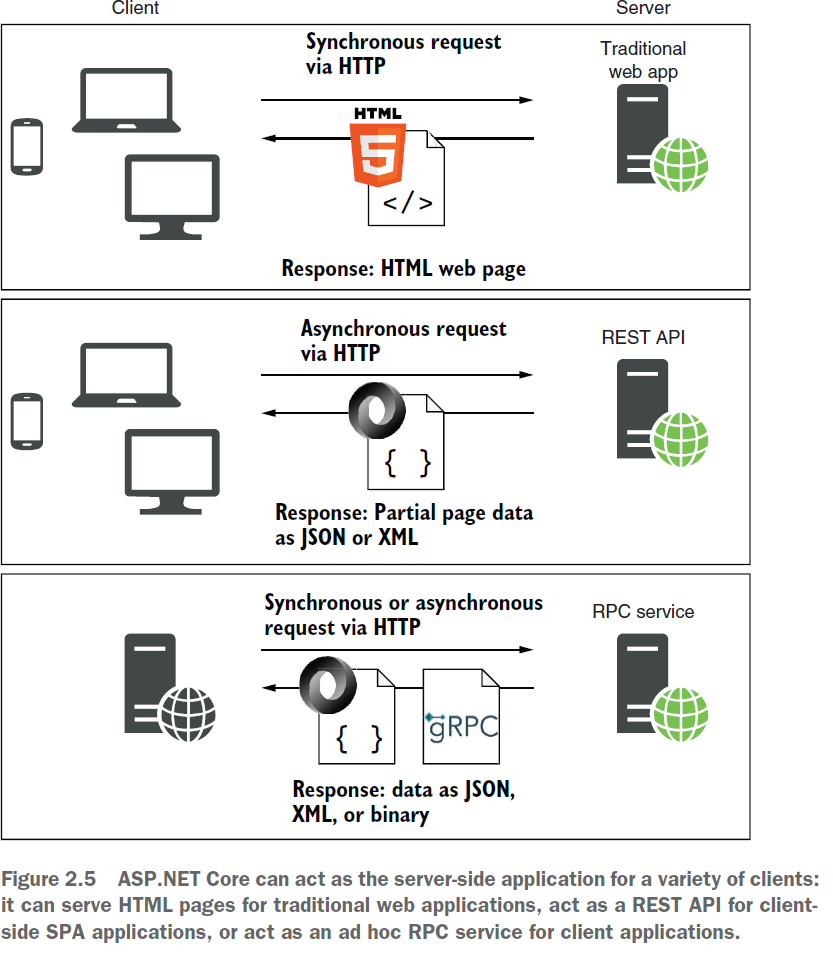 Client
Server
Synchronous request
via HTTP
Traditional
web app
HTML
5
</>
Response: HTML web page
Asynchronous request
via HTTP
REST API
{ }
Response: Partial page data
as JSON or XML
Synchronous or asynchronous
request via HTTP
RPC service
{ }
gRPC
Response: data as JSON,
XML, or binary
Figure 2.5 ASP.NET Core can act as the server-side application for a variety of clients:
it can serve HTML pages for traditional web applications, act as a REST API for client-
side SPA applications, or act as an ad hoc RPC service for client applications.